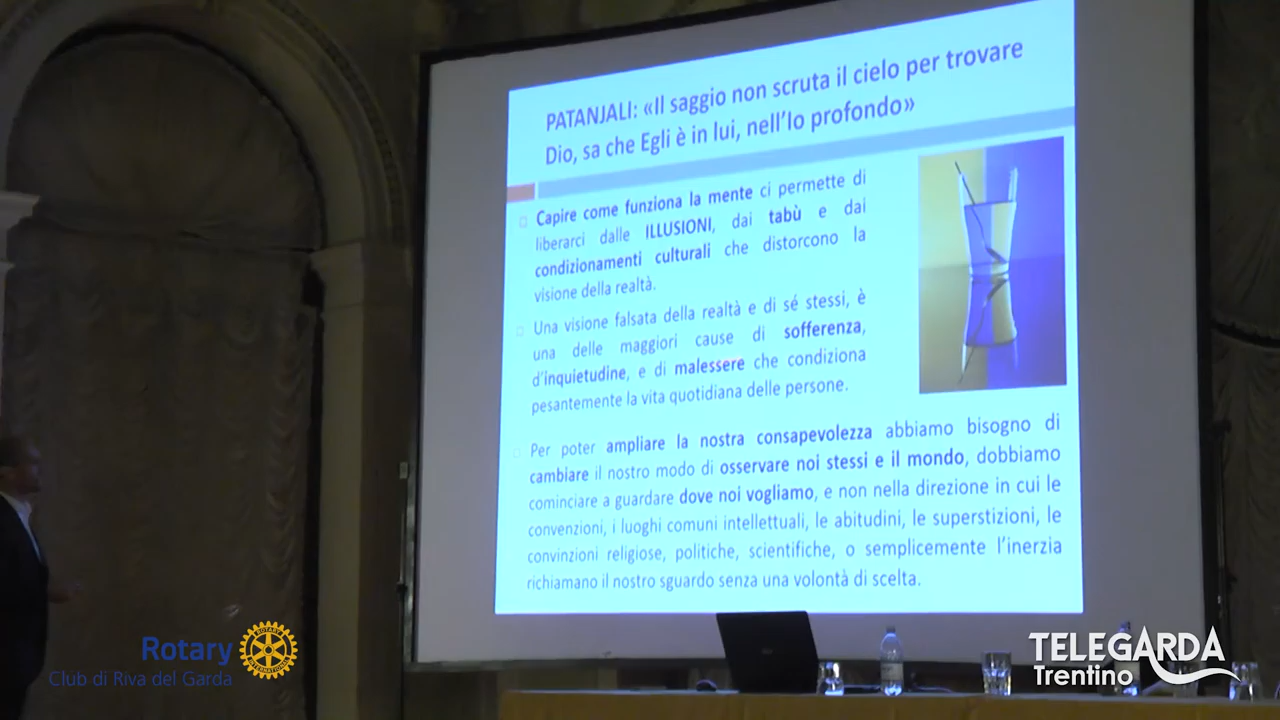 PATANJALI: «Il saggio non scruta il cielo per trovare
Dio, sa che Egli è in lui, nell'Io profondo»
Capire come funziona la mente ci permette di
liberarci dalle ILLUSIONI, dai tabù e dai
condizionamenti culturali che distorcono la
visione della realtà.
Una visione falsata della realtà e di sé stessi, è
una delle maggiori cause di sofferenza,
d'inquietudine, e di malessere che condiziona
pesantemente la vita quotidiana delle persone.
Per poter ampliare la nostra consapevolezza abbiamo bisogno di
cambiare il nostro modo di osservare noi stessi e il mondo, dobbiamo
cominciare a guardare dove noi vogliamo, e non nella direzione in cui le
convenzioni, i luoghi comuni intellettuali, le abitudini, le superstizioni, le
convinzioni religiose, politiche, scientifiche, o semplicemente l'inerzia
richiamano il nostro sguardo senza una volontà di scelta.
Rotary
Club di Riva del Garda
ROTARY
INTERNATIONAL
TELEGARDA
Trentino